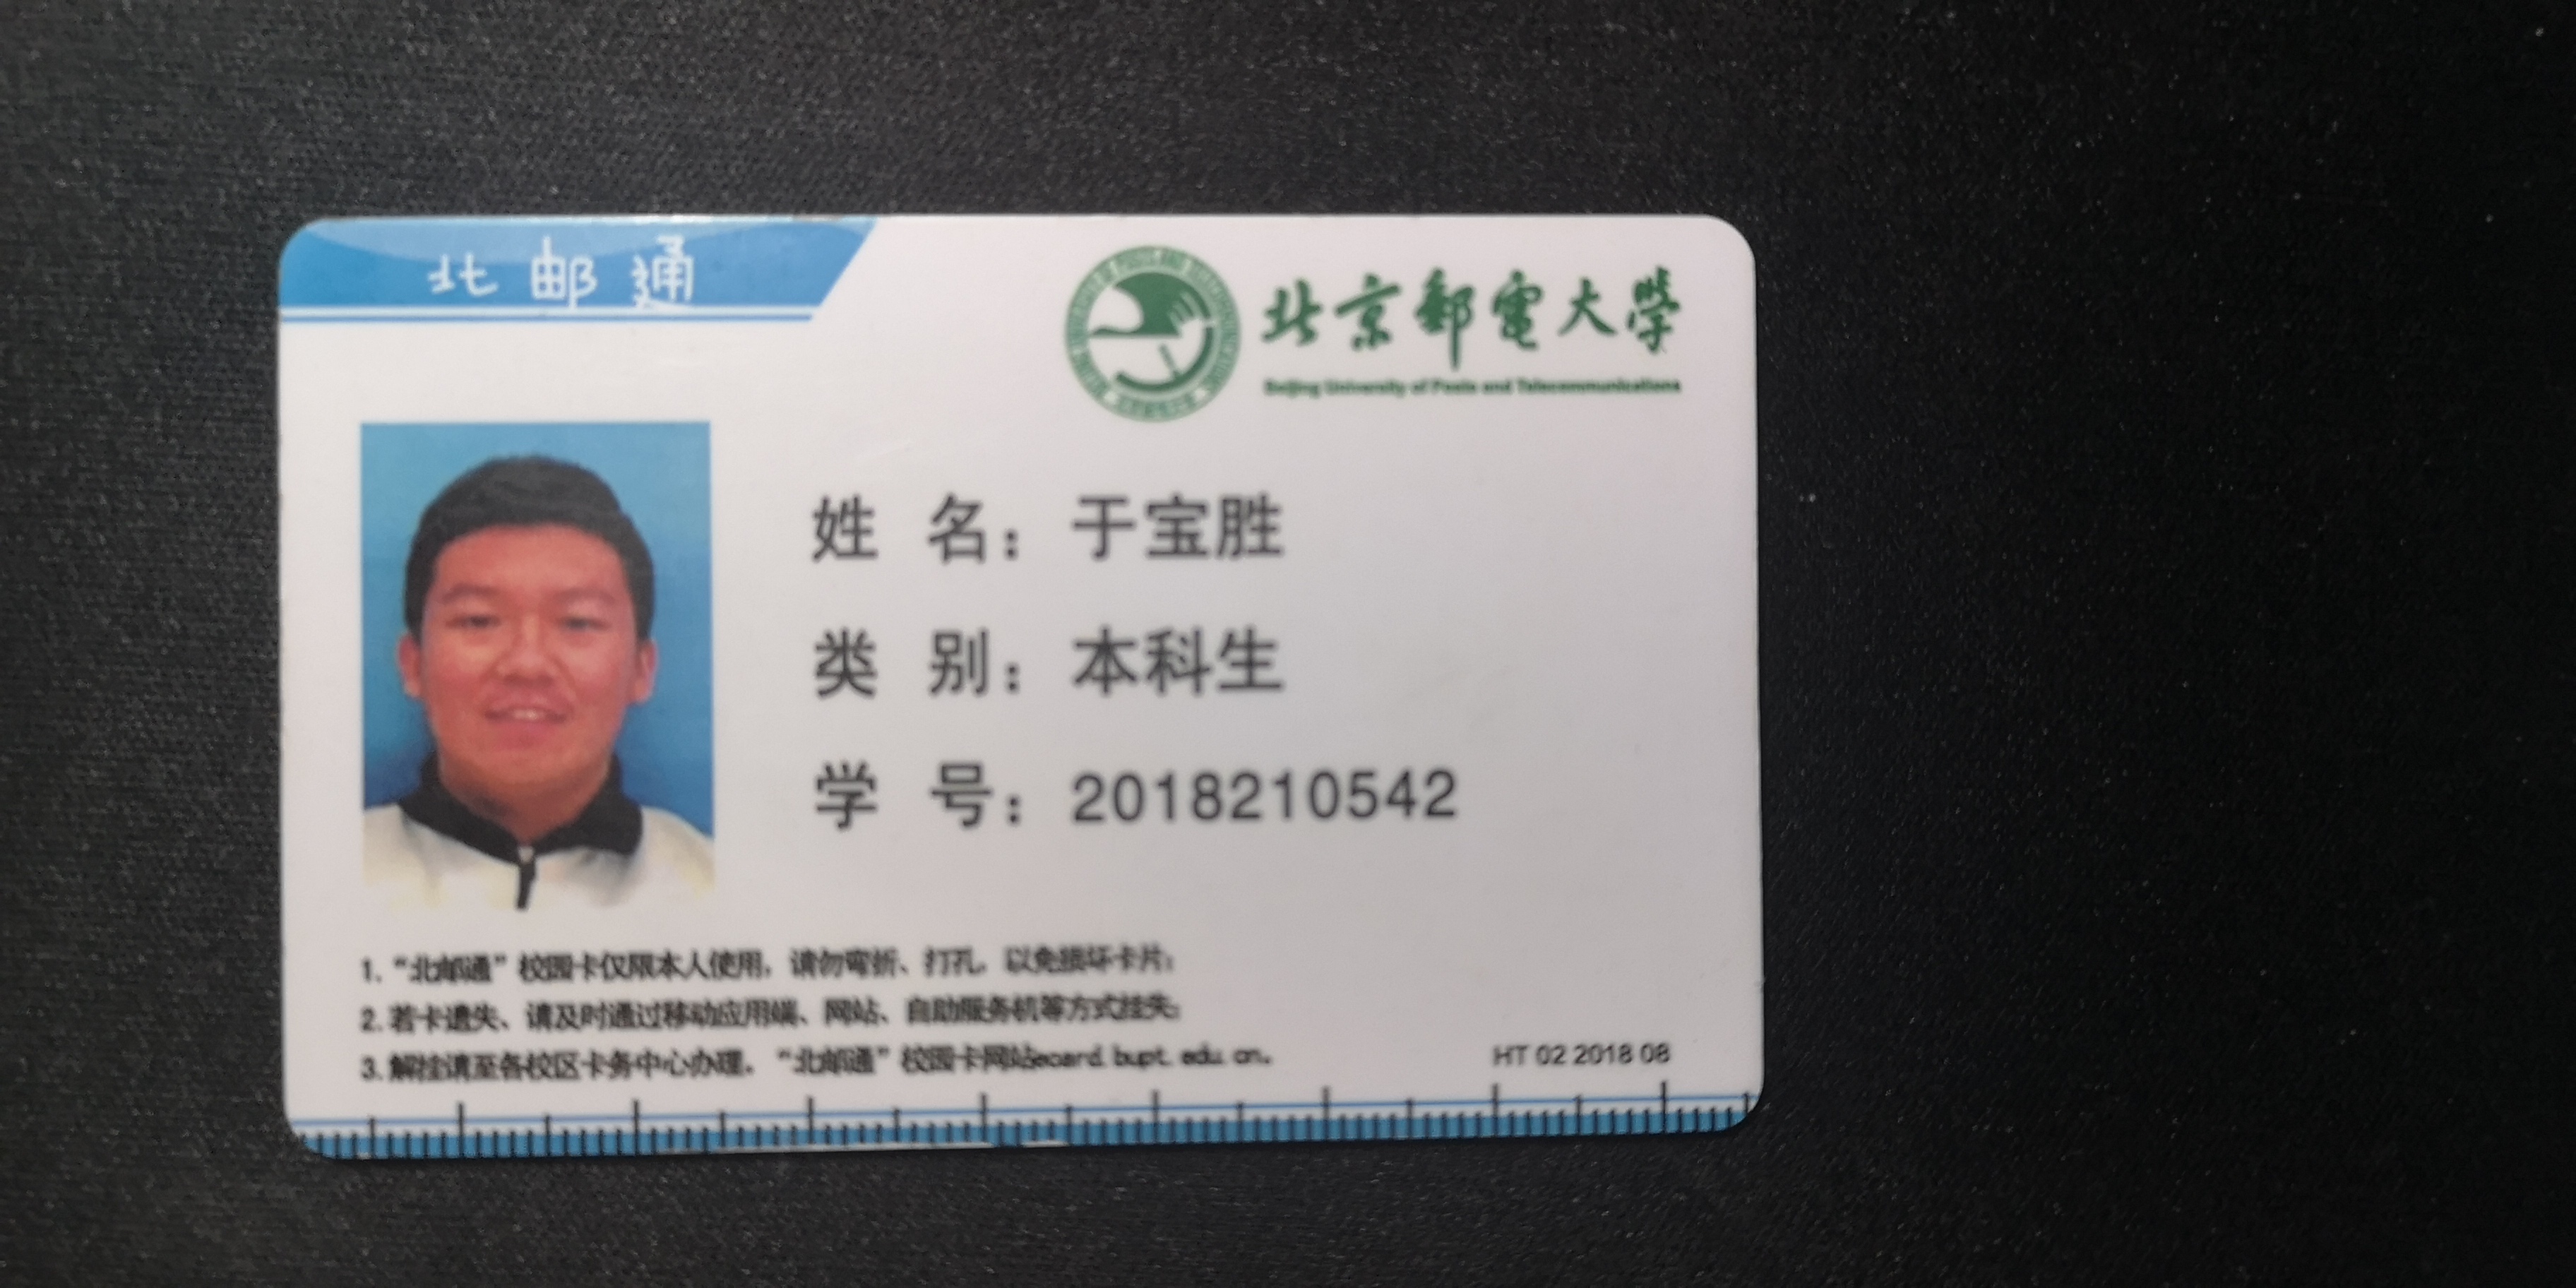 北邮通
北京郵電大學
Beijing University of Posts and Telecommunications
姓 名：于宝胜
类 别：本科生
学 号：2018210542
1. “北邮通”校园卡仅限本人使用，请勿弯折、打孔，以免损坏卡片；
2. 若卡遗失、请及时通过移动应用端、网站、自助服务机等方式挂失；
3. 解挂请至各校区卡务中心办理。“北邮通”校园卡网站ecard.bupt.edu.cn。
HT 02 2018 08